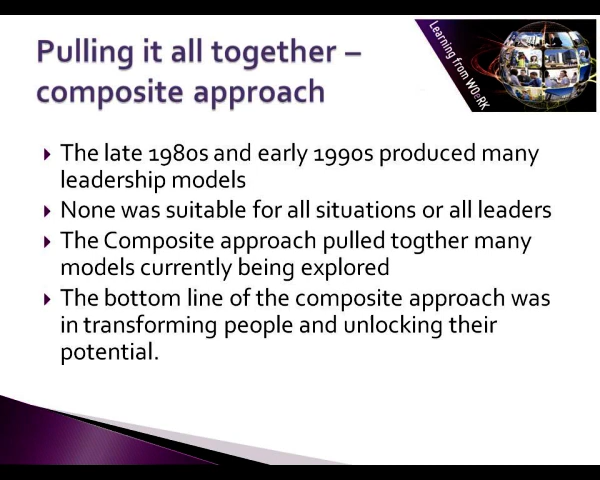 Pulling it all together –
composite approach
Learning from WOeRK
The late 1980s and early 1990s produced many
leadership models
None was suitable for all situations or all leaders
The Composite approach pulled togther many
models currently being explored
The bottom line of the composite approach was
in transforming people and unlocking their
potential.